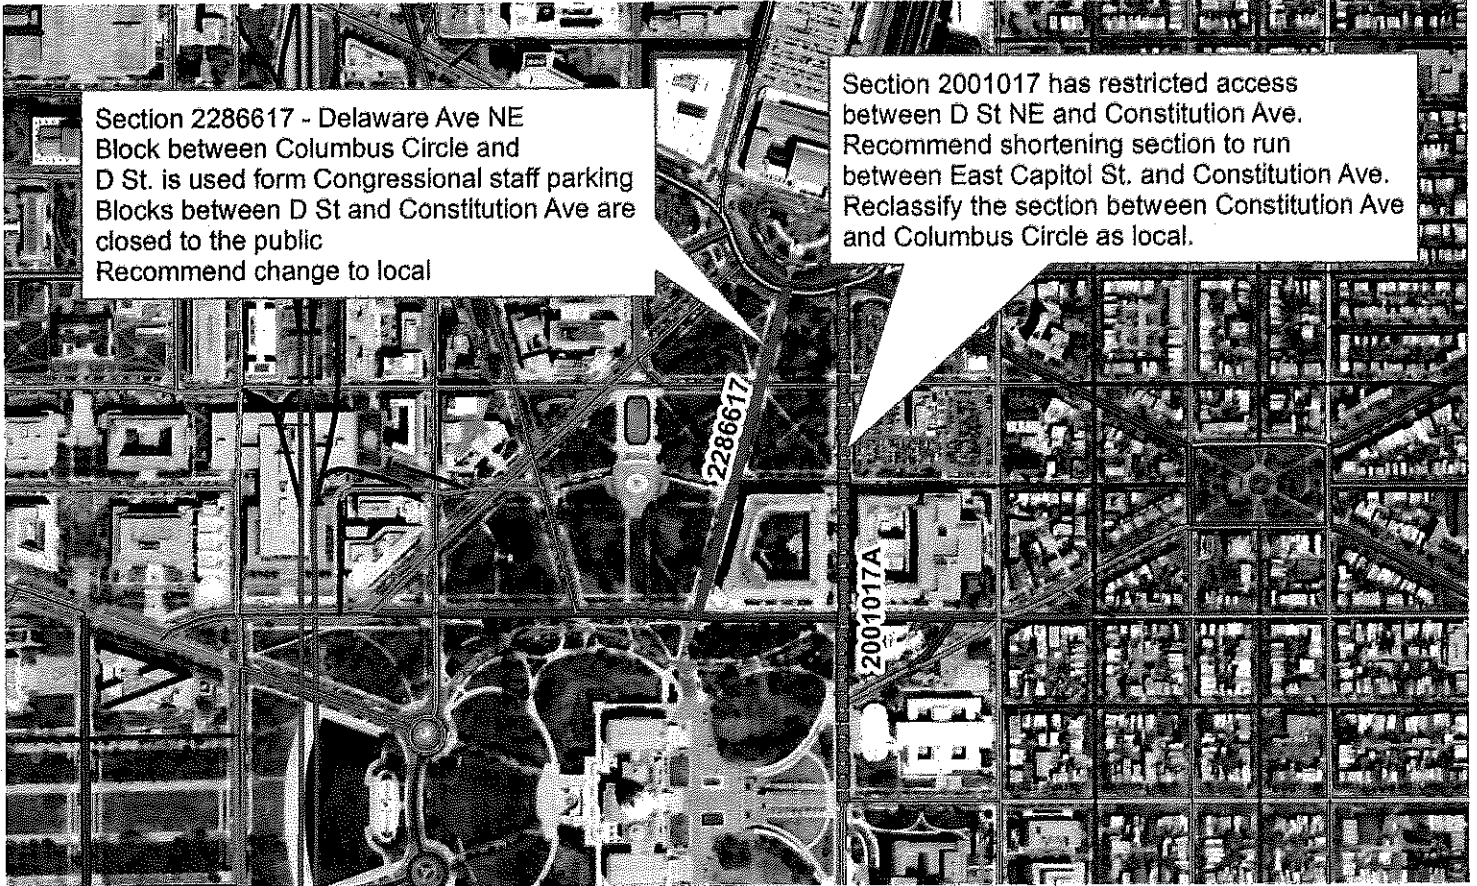 Section 2286617 - Delaware Ave NE
Block between Columbus Circle and
D St. is used form Congressional staff parking
Blocks between D St and Constitution Ave are
closed to the public
Recommend change to local
Section 2001017 has restricted access
between D St NE and Constitution Ave.
Recommend shortening section to run
between East Capitol St. and Constitution Ave.
Reclassify the section between Constitution Ave
and Columbus Circle as local.
2286617
2001017A